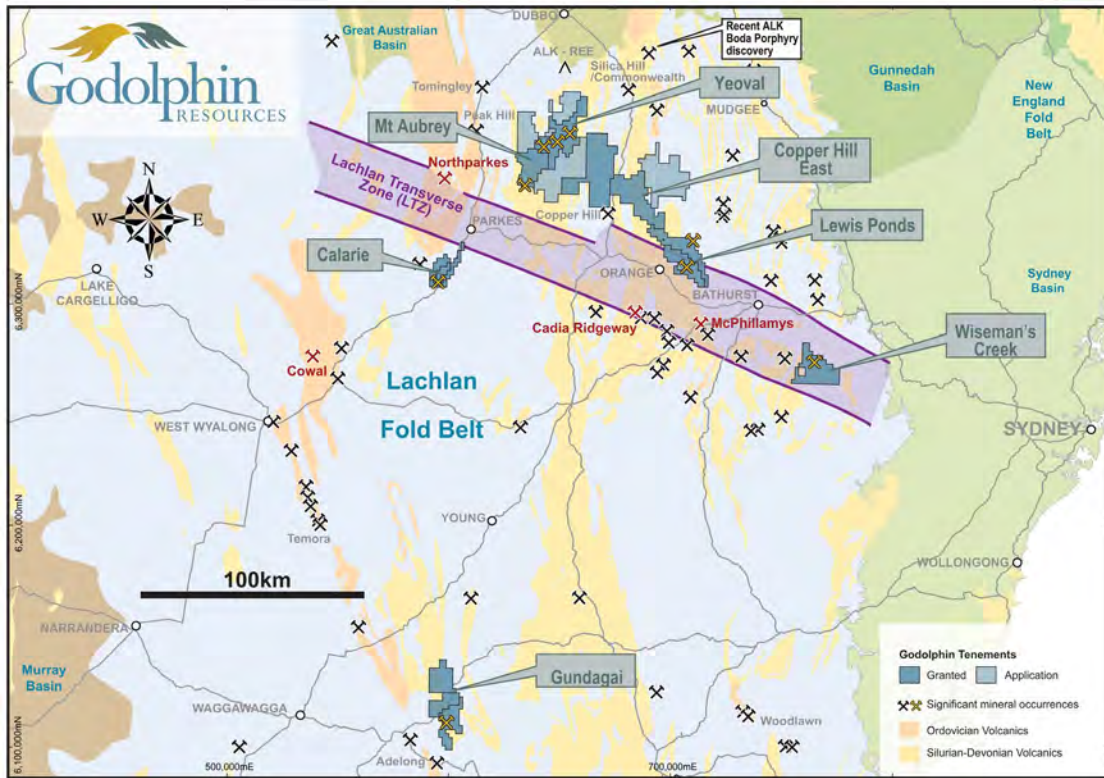 Godolphin
RESOURCES
Great Australian
Basin
DUBBO
ALK - REE
Recent ALK
Boda Porphyry
discovery
Silica Hill
/Commonwealth
Gunnedah
Basin
New
England
Fold
Belt
Tomingley
Peak Hill
Yeoval
MUDGEE
Mt Aubrey
Northparkes
Lachlan Transverse
Zone (LTZ)
Copper Hill
East
N
W E
S
PARKES
Copper Hill
Lewis Ponds
Calarie
ORANGE
LAKE
CARGELLIGO
BATHURST
Sydney
Basin
6,300,000mN
Cadia Ridgeway
McPhillamys
Wiseman's
Creek
Cowal
Lachlan
Fold Belt
WEST WYALONG
SYDNEY
6,200,000mN
Temora
YOUNG
WOLLONGONG
100km
NARRANDERA
Murray
Basin
Gundagai
WAGGAWAGGA
Woodlawn
Adelong
6,100,000mN
500,000mE
700,000mE
Godolphin Tenements
Granted Application
Significant mineral occurrences
Ordovician Volcanics
Silurian-Devonian Volcanics